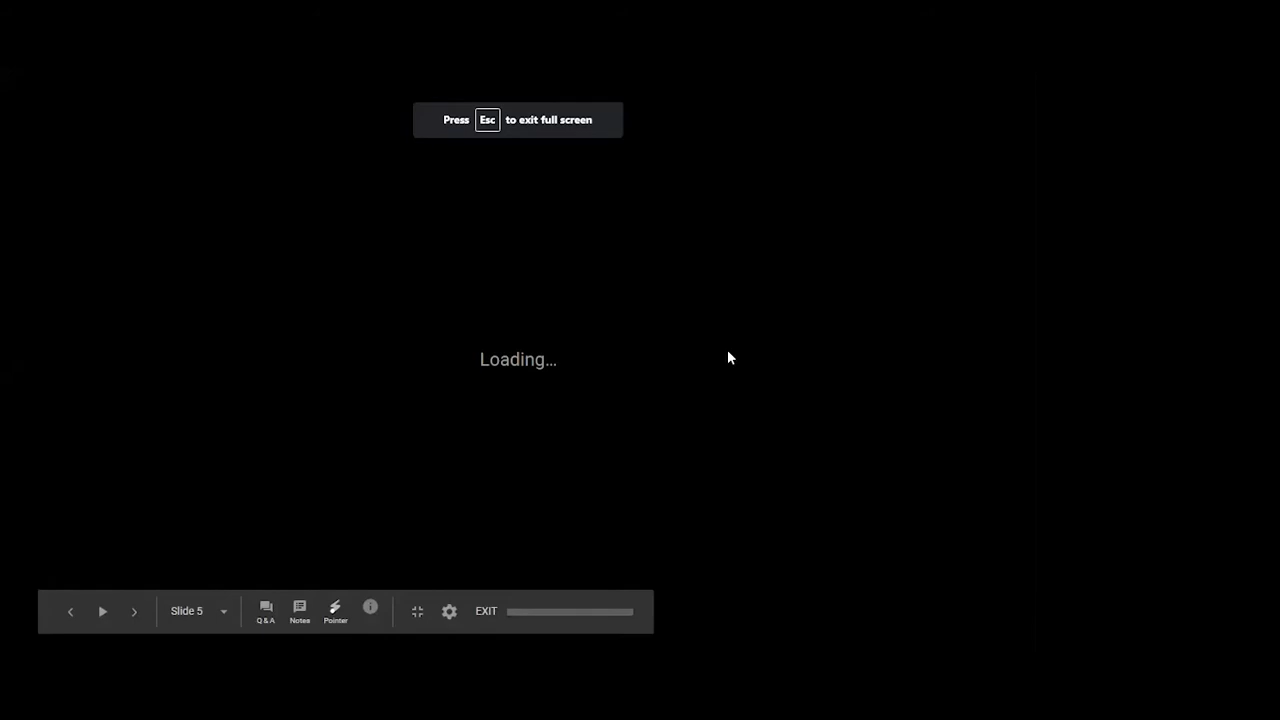 Press Esc to exit full screen
Loading...
Slide 5
Q & A
Notes
Pointer
EXIT